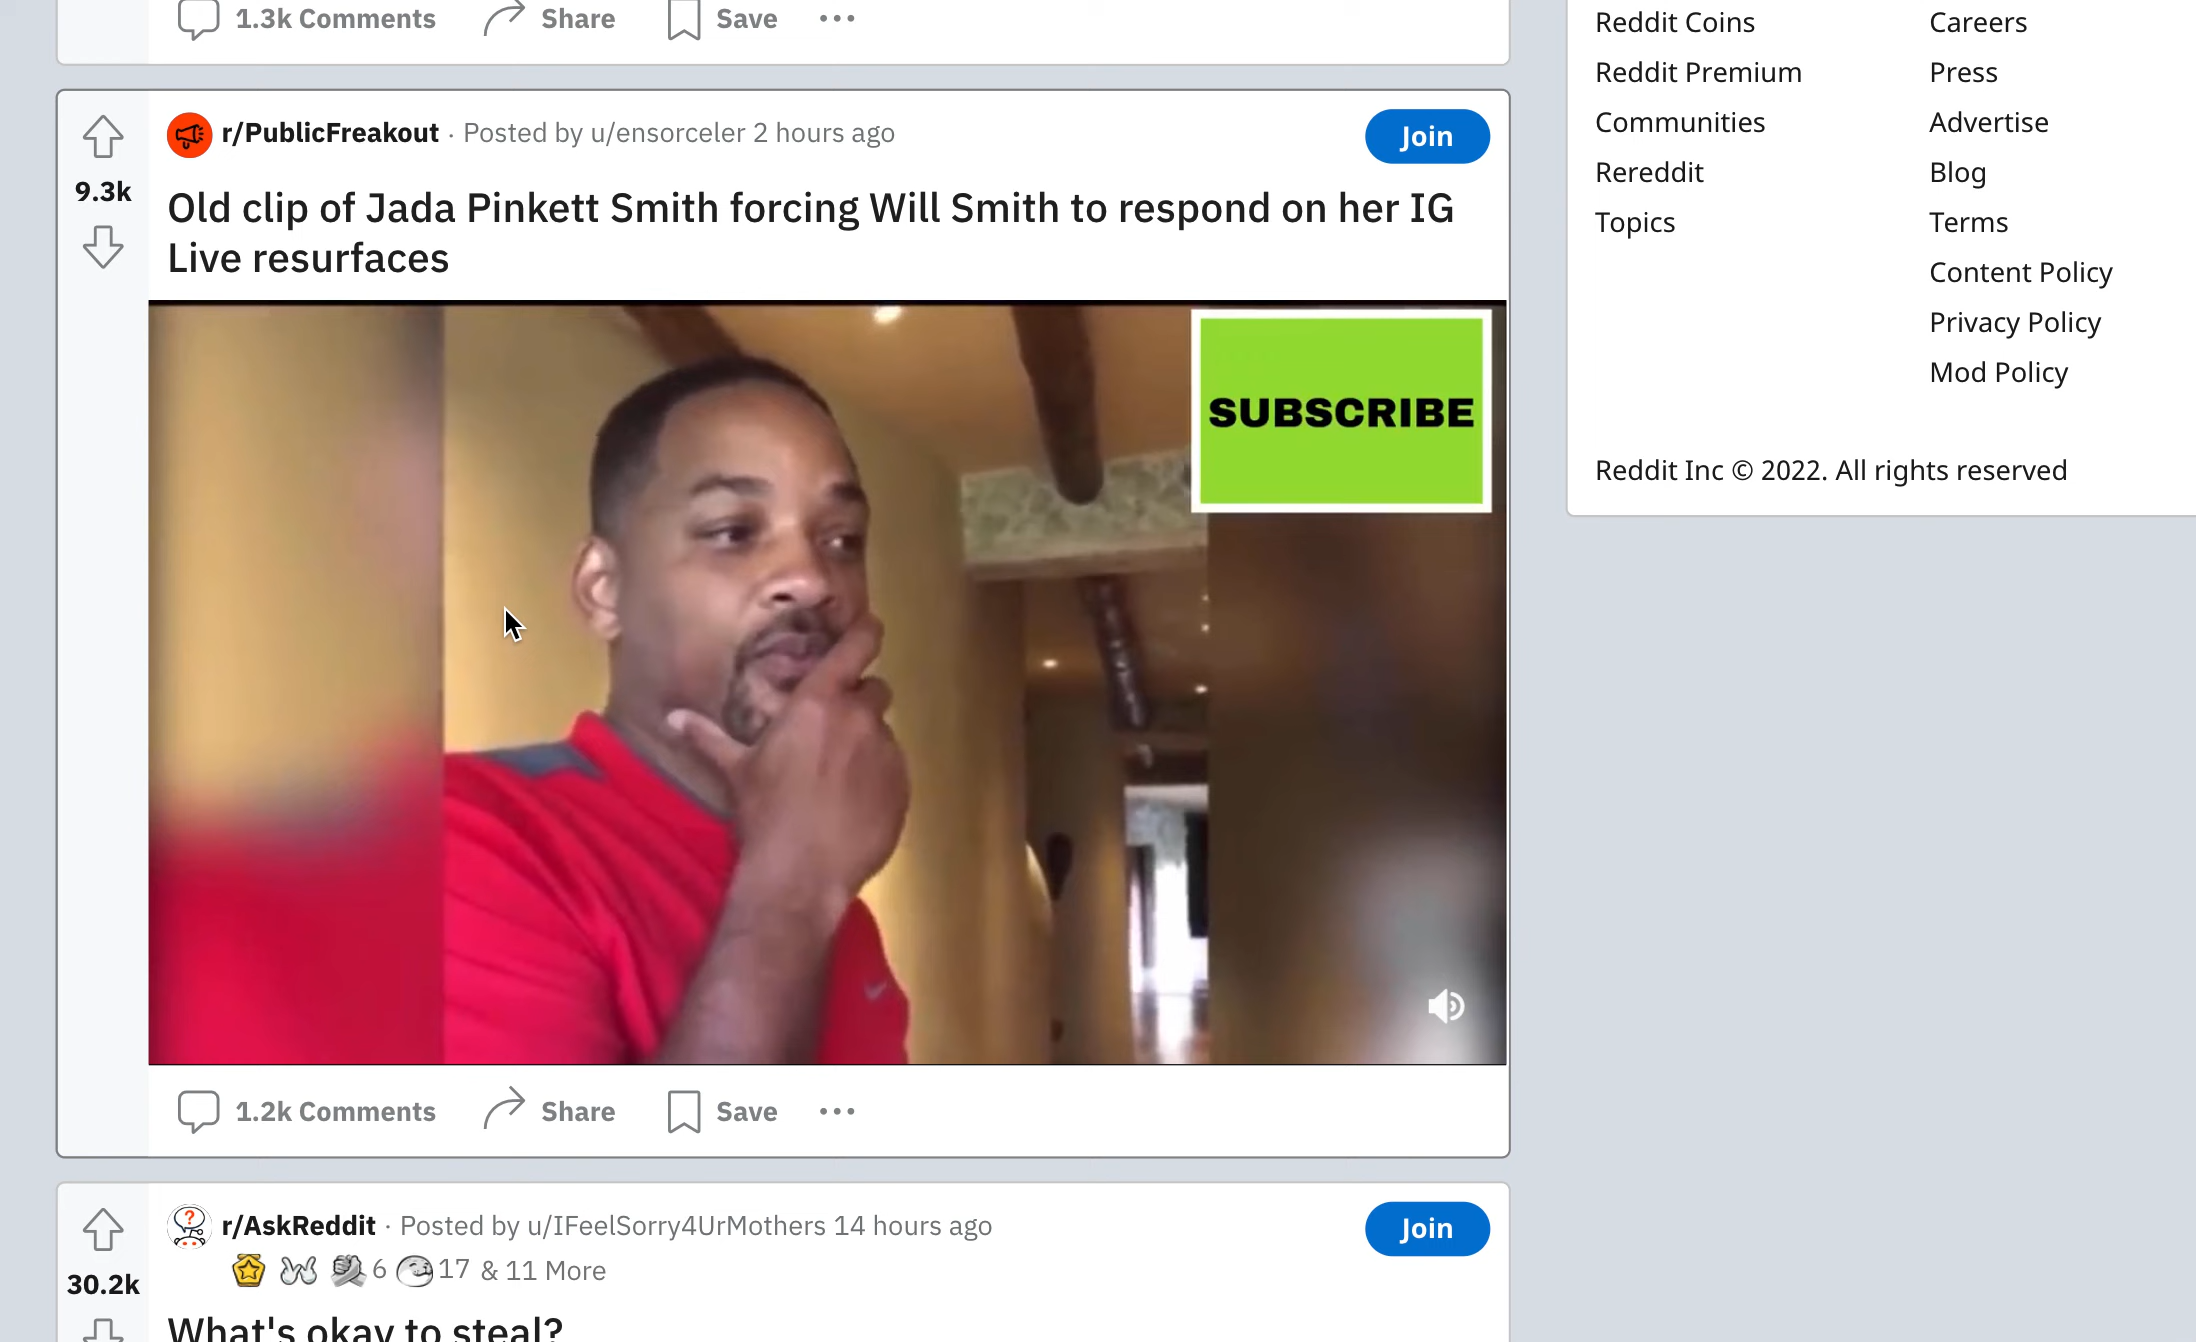 1.3k Comments Share Save
r/PublicFreakout · Posted by u/ensorceler 2 hours ago
Join
9.3k
Old clip of Jada Pinkett Smith forcing Will Smith to respond on her IG
Live resurfaces
SUBSCRIBE
1.2k Comments Share Save
r/AskReddit · Posted by u/IFeelSorry4UrMothers 14 hours ago
Join
6 17 & 11 More
30.2k
What's okay to steal?
Reddit Coins
Reddit Premium
Communities
Rereddit
Topics
Careers
Press
Advertise
Blog
Terms
Content Policy
Privacy Policy
Mod Policy
Reddit Inc © 2022. All rights reserved